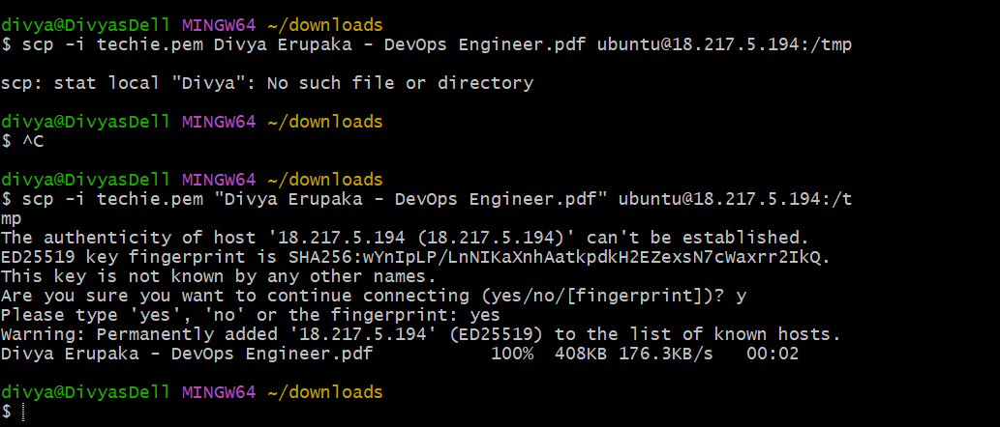 divya@DivyasDell MINGW64 ~/downloads
$ scp -i techie.pem Divya Erupaka - DevOps Engineer.pdf ubuntu@18.217.5.194:/tmp
scp: stat local "Divya": No such file or directory
divya@DivyasDell MINGW64 ~/downloads
$ ^C
divya@DivyasDell MINGW64 ~/downloads
$ scp -i techie.pem "Divya Erupaka - DevOps Engineer.pdf" ubuntu@18.217.5.194:/t
mp
The authenticity of host '18.217.5.194 (18.217.5.194)' can't be established.
ED25519 key fingerprint is SHA256:wYnIpLP/LnNIKaXnhAatkpdkH2EZexsN7cWaxrr2IkQ.
This key is not known by any other names.
Are you sure you want to continue connecting (yes/no/[fingerprint])? y
Please type 'yes', 'no' or the fingerprint: yes
Warning: Permanently added '18.217.5.194' (ED25519) to the list of known hosts.
Divya Erupaka - DevOps Engineer.pdf           100%  408KB 176.3KB/s   00:02
divya@DivyasDell MINGW64 ~/downloads
$